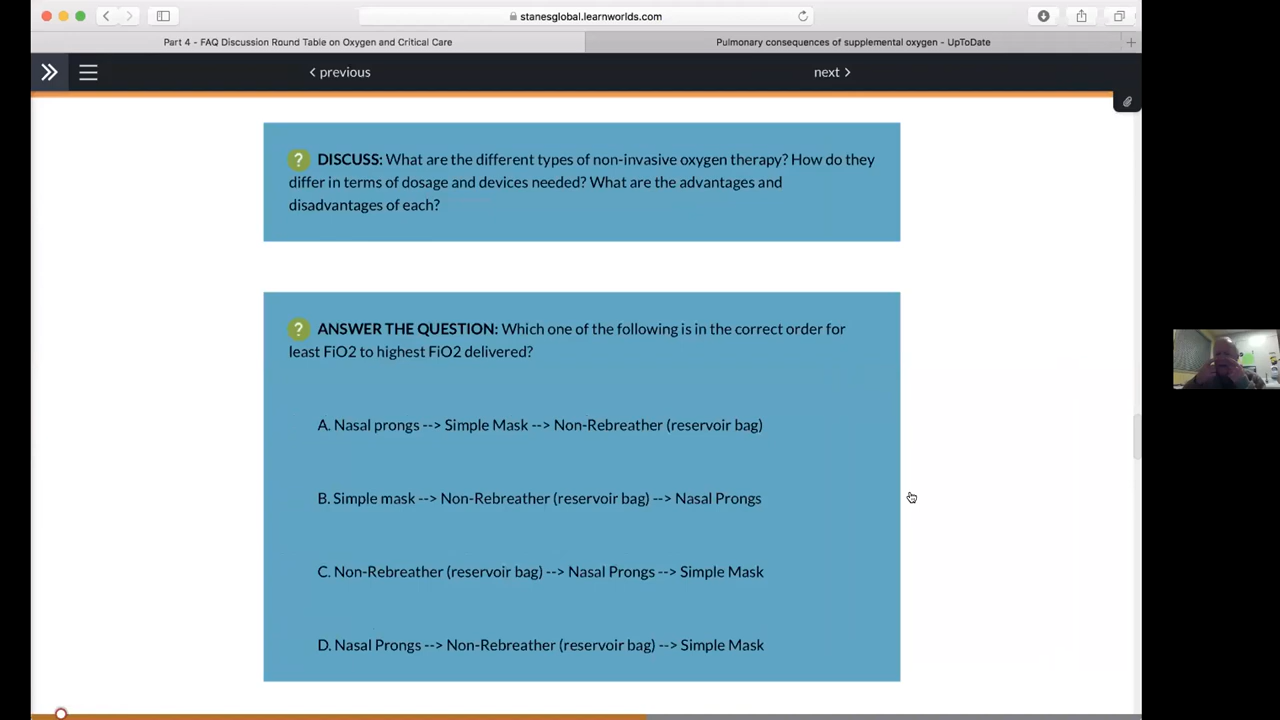 stanesglobal.learnworlds.com
Part 4 - FAQ Discussion Round Table on Oxygen and Critical Care
Pulmonary consequences of supplemental oxygen - UpToDate
previous
next
DISCUSS: What are the different types of non-invasive oxygen therapy? How do they
differ in terms of dosage and devices needed? What are the advantages and
disadvantages of each?
ANSWER THE QUESTION: Which one of the following is in the correct order for
least FiO2 to highest FiO2 delivered?
A. Nasal prongs --> Simple Mask --> Non-Rebreather (reservoir bag)
B. Simple mask --> Non-Rebreather (reservoir bag) --> Nasal Prongs
C. Non-Rebreather (reservoir bag) --> Nasal Prongs --> Simple Mask
D. Nasal Prongs --> Non-Rebreather (reservoir bag) --> Simple Mask